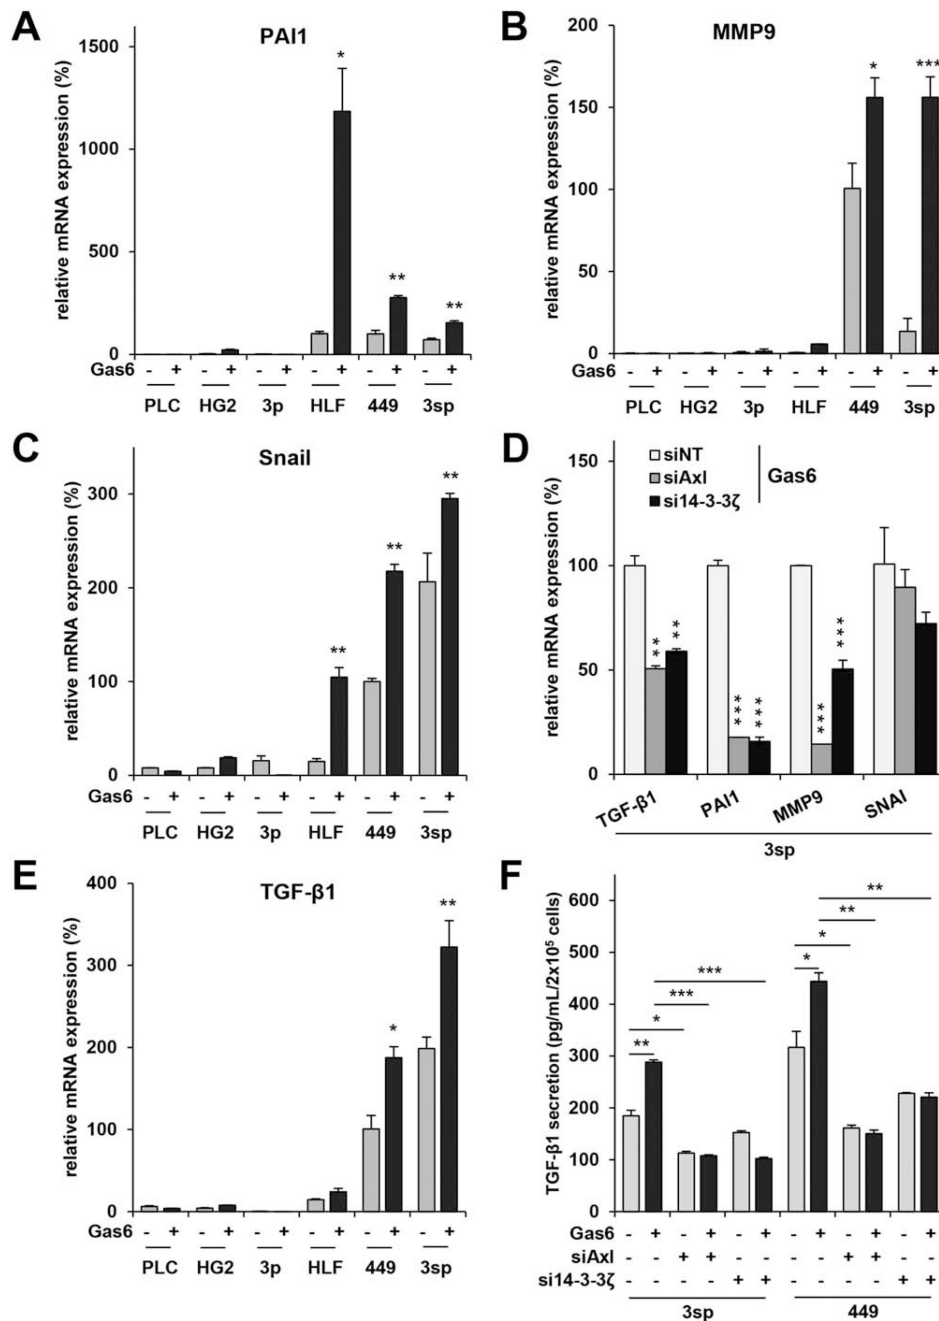 A
PAI1
relative mRNA expression (%)
1500
1000
500
0
*
**
**
Gas6 - + - + - + - + - + - +
PLC HG2 3p HLF 449 3sp
B
MMP9
relative mRNA expression (%)
200
150
100
50
0
*
***
Gas6 - + - + - + - + - + - +
PLC HG2 3p HLF 449 3sp
C
Snail
relative mRNA expression (%)
300
200
100
0
**
**
**
Gas6 - + - + - + - + - + - +
PLC HG2 3p HLF 449 3sp
D
siNT
siAxl
si14-3-3ζ
Gas6
relative mRNA expression (%)
150
100
50
0
**
**
***
***
***
***
TGF-β1 PAI1 MMP9 SNAI
3sp
E
TGF-β1
relative mRNA expression (%)
400
300
200
100
0
*
**
Gas6 - + - + - + - + - + - +
PLC HG2 3p HLF 449 3sp
F
TGF-β1 secretion (pg/mL/2x10⁵ cells)
600
500
400
300
200
100
0
**
*
***
***
*
*
**
**
Gas6 - + - + - + - + - + - +
siAxl - - + + - - - - + + - -
si14-3-3ζ - - - - + + - - - - + +
3sp 449